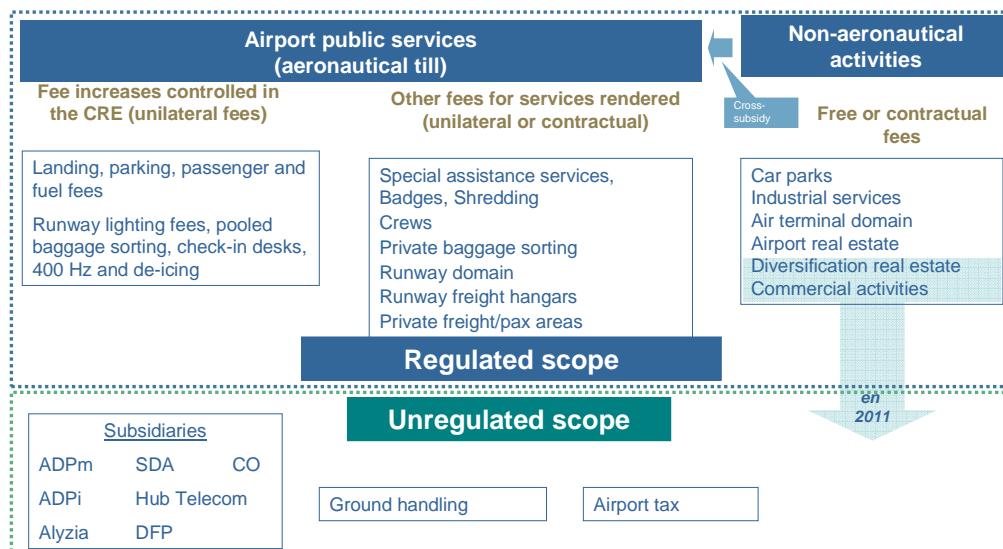 Airport public services
(aeronautical till)
Non-aeronautical
activities
Cross-
subsidy
Fee increases controlled in
the CRE (unilateral fees)
Other fees for services rendered
(unilateral or contractual)
Free or contractual
fees
Landing, parking, passenger and
fuel fees
Runway lighting fees, pooled
baggage sorting, check-in desks,
400 Hz and de-icing
Special assistance services,
Badges, Shredding
Crews
Private baggage sorting
Runway domain
Runway freight hangars
Private freight/pax areas
Car parks
Industrial services
Air terminal domain
Airport real estate
Diversification real estate
Commercial activities
Regulated scope
en
2011
Unregulated scope
Subsidiaries
ADPm SDA CO
ADPi Hub Telecom
Alyzia DFP
Ground handling
Airport tax